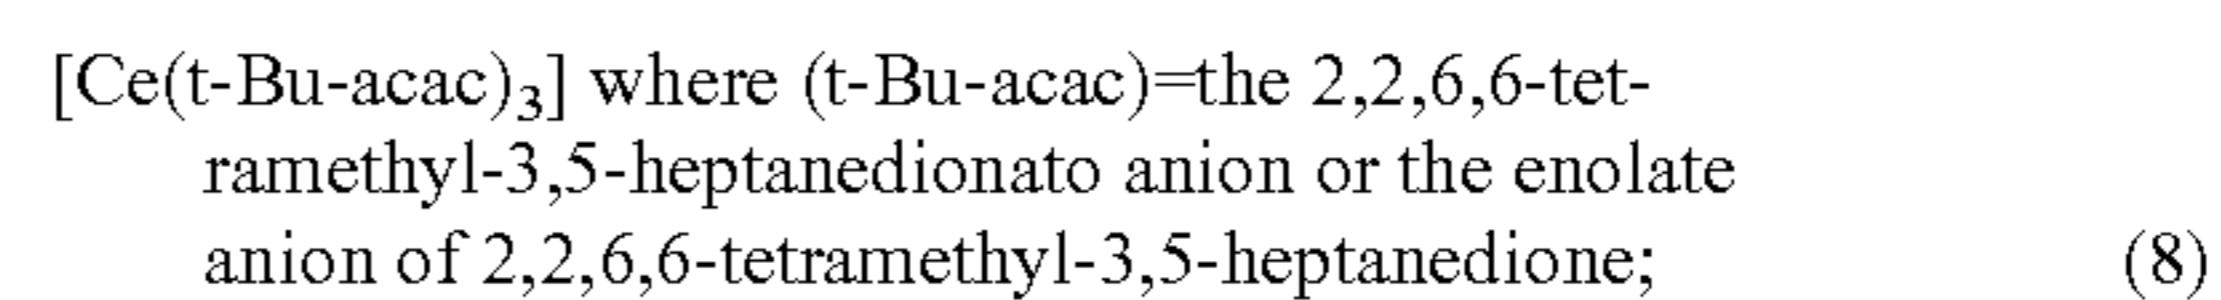 [Ce(t-Bu-acac)₃] where (t-Bu-acac)=the 2,2,6,6-tet-
ramethyl-3,5-heptanedionato anion or the enolate
anion of 2,2,6,6-tetramethyl-3,5-heptanedione; (8)